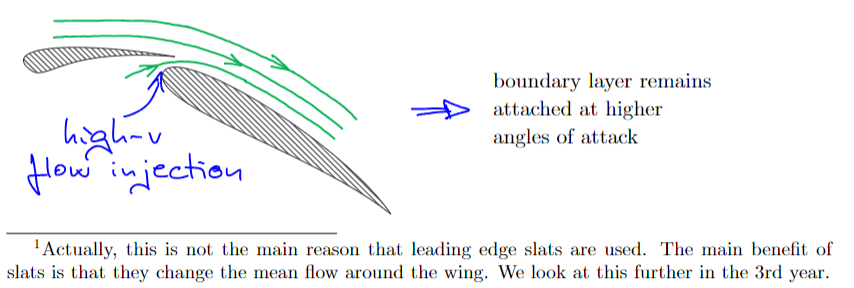 boundary layer remains
attached at higher
angles of attack
high-v
flow injection
1Actually, this is not the main reason that leading edge slats are used. The main benefit of
slats is that they change the mean flow around the wing. We look at this further in the 3rd year.